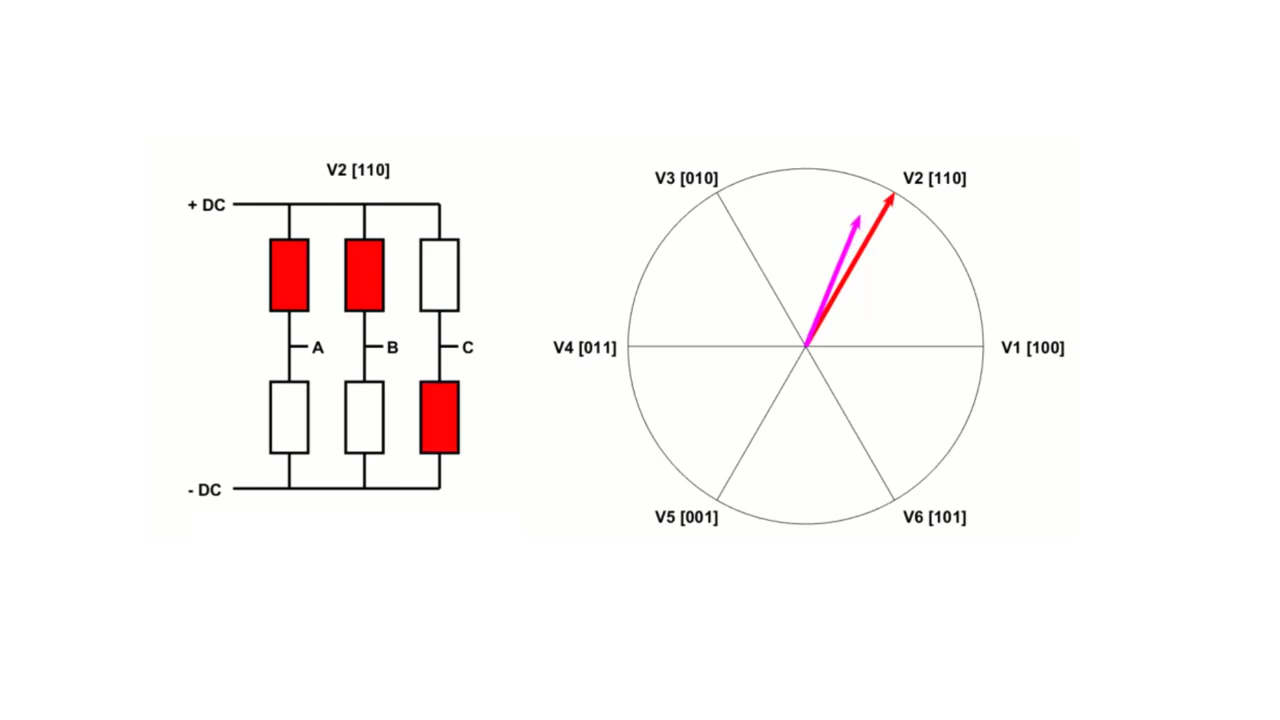 V2 [110]
+ DC
A
B
C
- DC
V3 [010]
V2 [110]
V4 [011]
V1 [100]
V5 [001]
V6 [101]